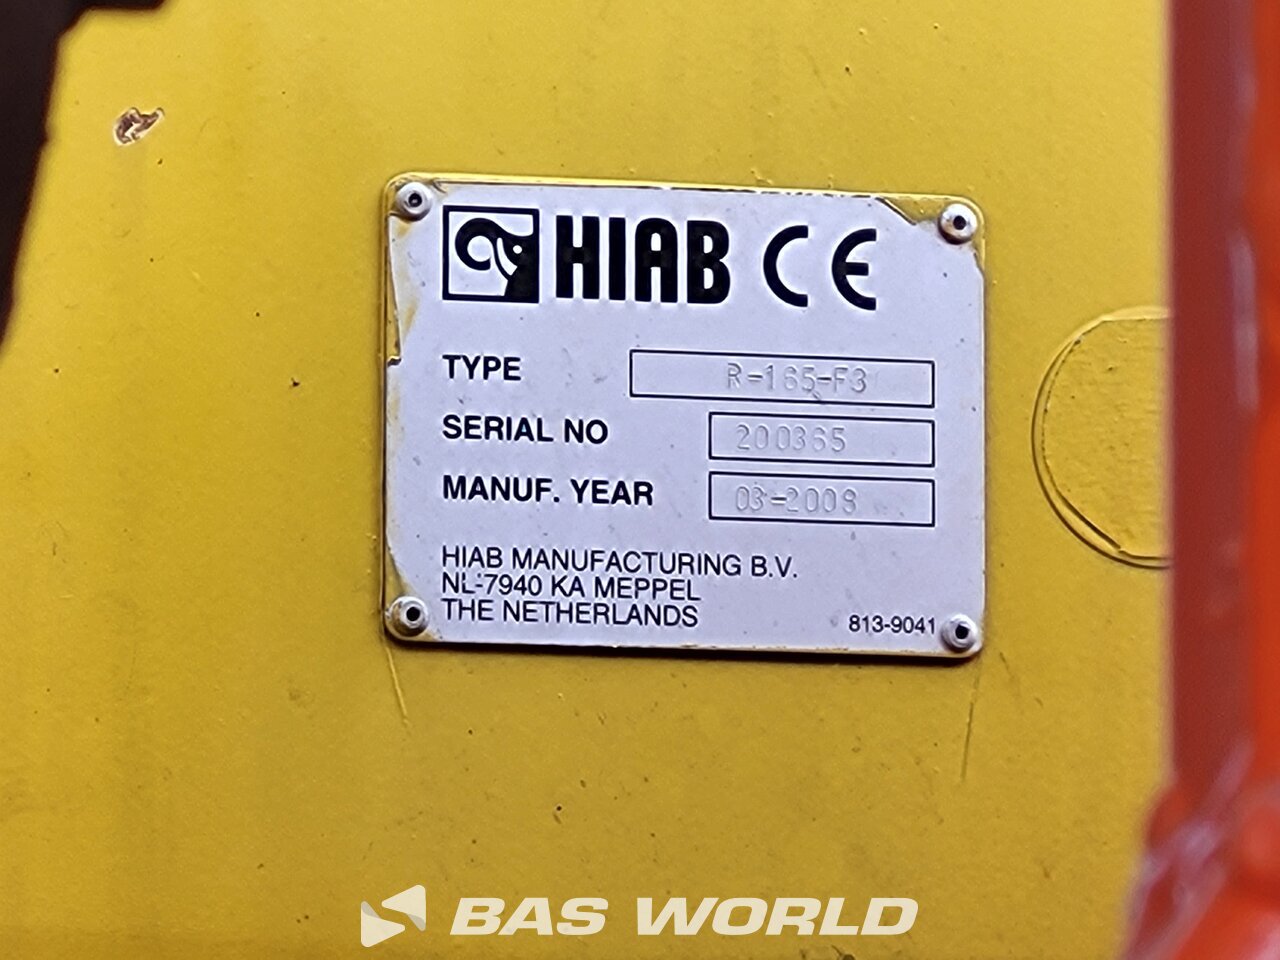 HIAB CE
TYPE R-165-F3
SERIAL NO 200365
MANUF. YEAR 03-2008
HIAB MANUFACTURING B.V.
NL-7940 KA MEPPEL
THE NETHERLANDS
813-9041
BAS WORLD